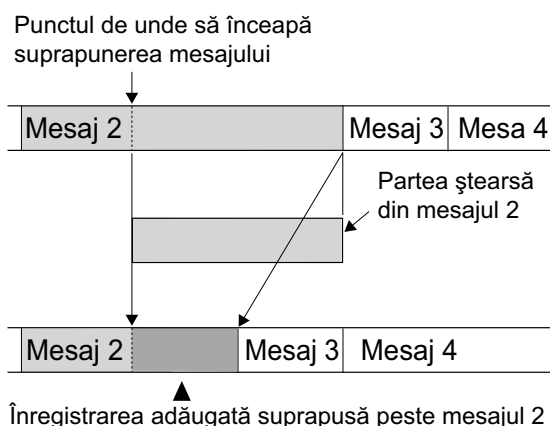 Punctul de unde să înceapă
suprapunerea mesajului
Mesaj 2 Mesaj 3 Mesa 4
Partea ştearsă
din mesajul 2
Mesaj 2 Mesaj 3 Mesaj 4
Înregistrarea adăugată suprapusă peste mesajul 2